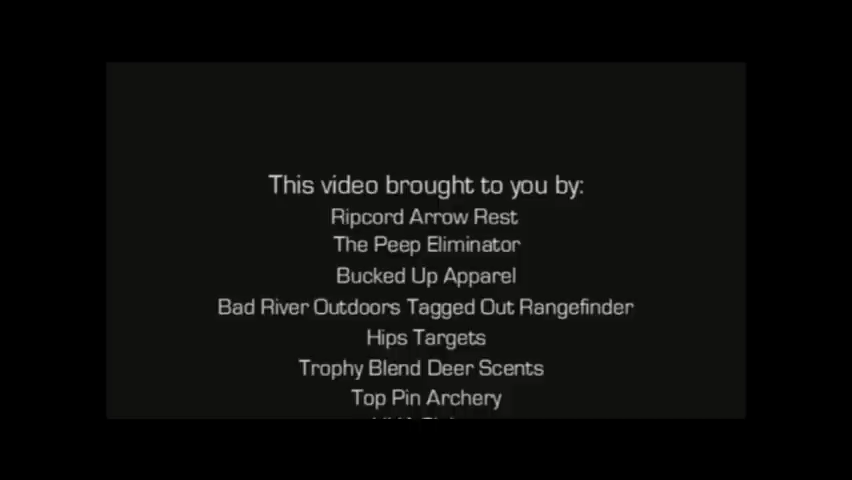 This video brought to you by:
Ripcord Arrow Rest
The Peep Eliminator
Bucked Up Apparel
Bad River Outdoors Tagged Out Rangefinder
Hips Targets
Trophy Blend Deer Scents
Top Pin Archery